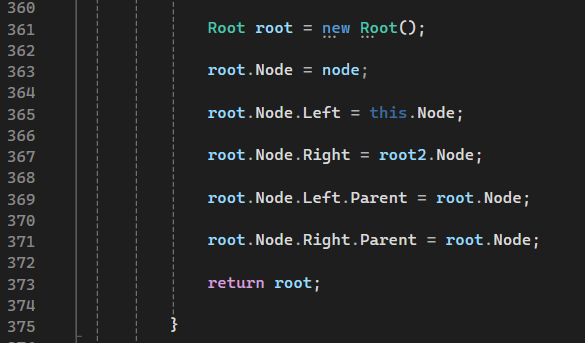 360
361 Root root = new Root();
362
363 root.Node = node;
364
365 root.Node.Left = this.Node;
366
367 root.Node.Right = root2.Node;
368
369 root.Node.Left.Parent = root.Node;
370
371 root.Node.Right.Parent = root.Node;
372
373 return root;
374
375 }